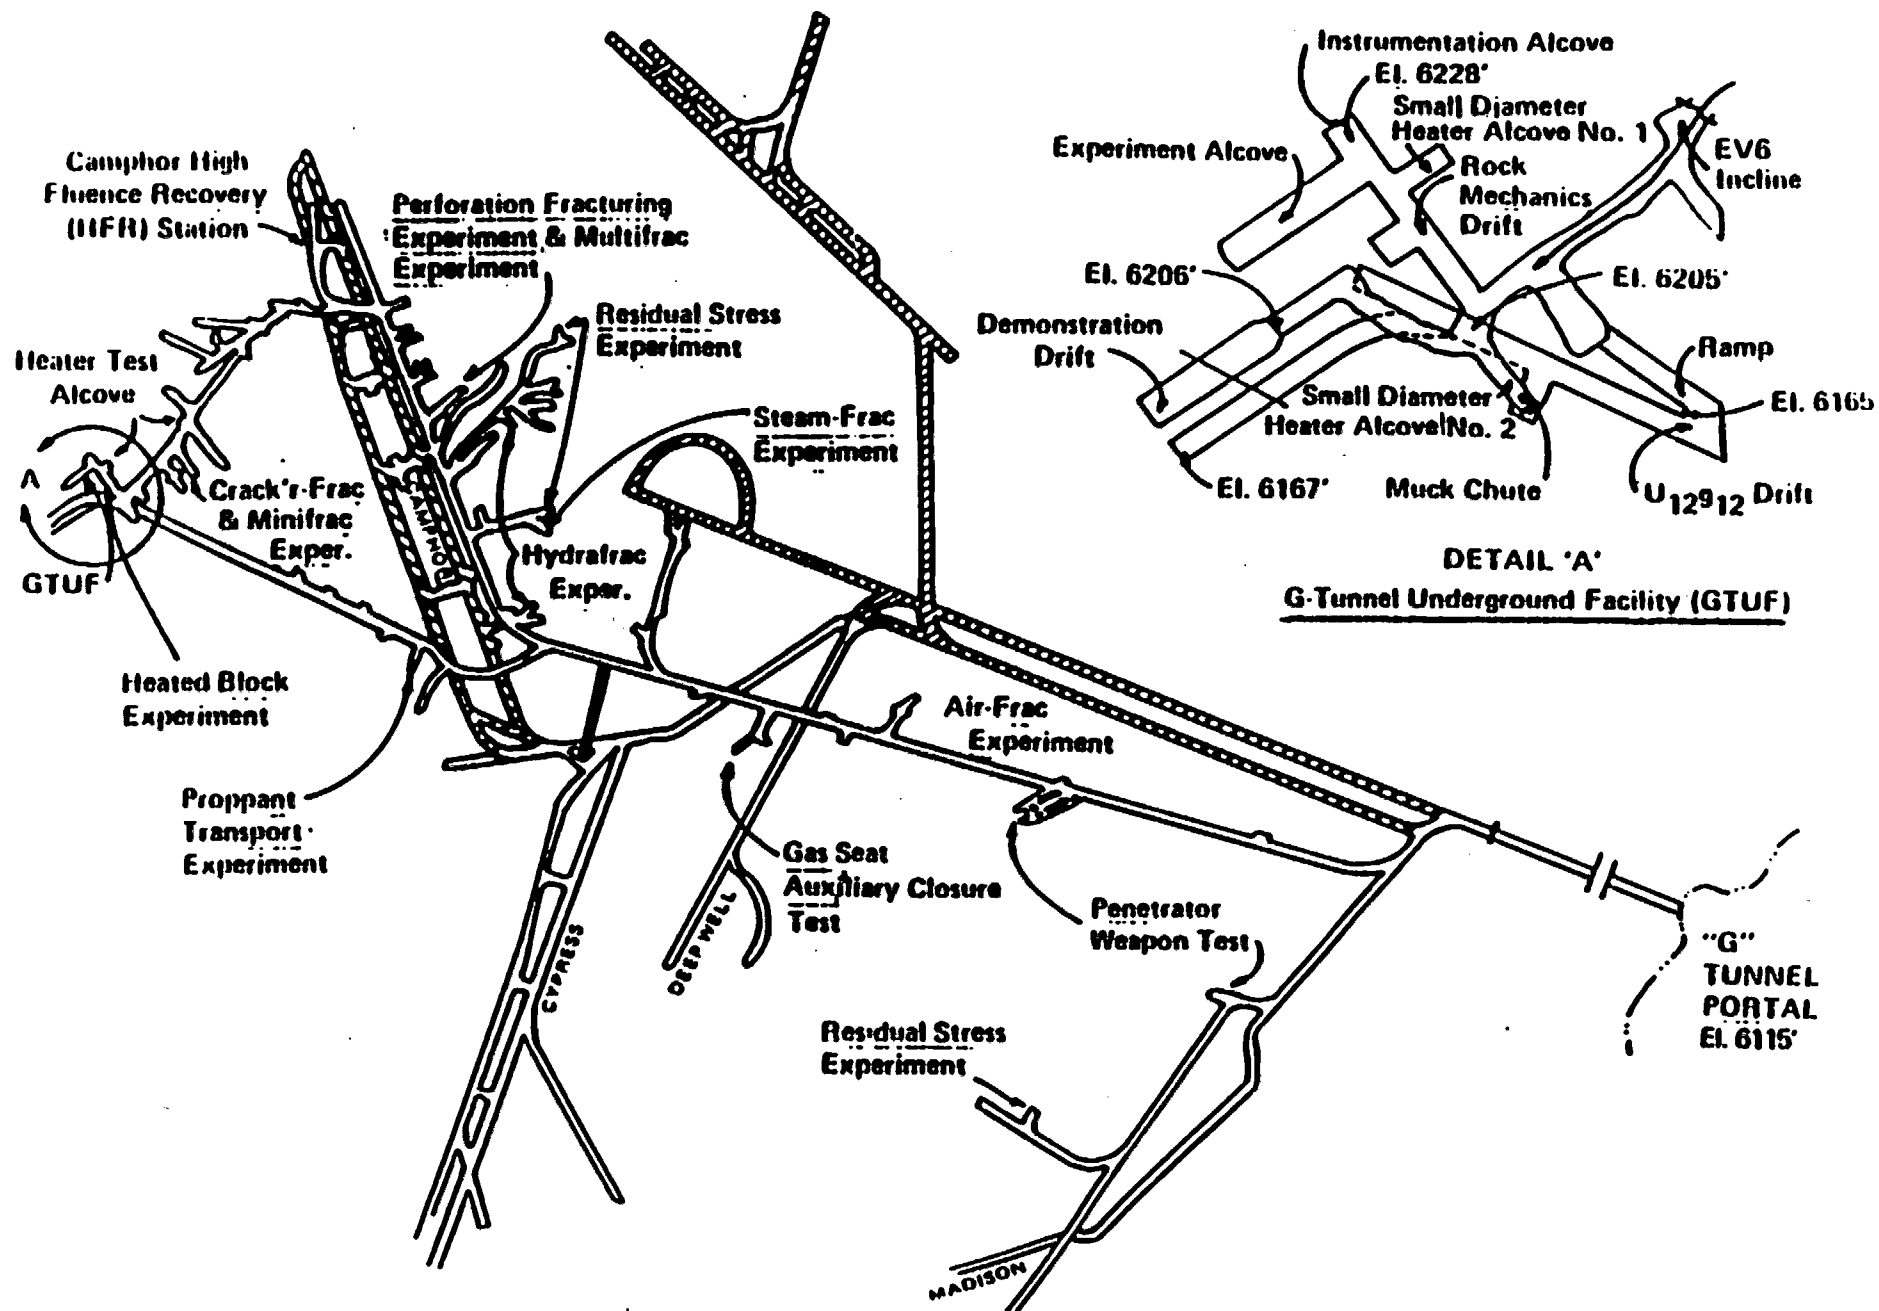 Instrumentation Alcove
El. 6228'
Small Diameter
Heater Alcove No. 1
Experiment Alcove
Rock
Mechanics
Drift
EV6
Incline
El. 6206'
El. 6205'
Demonstration
Drift
Ramp
Small Diameter
Heater Alcove No. 2
El. 6165
El. 6167'
Muck Chute
U12g12 Drift
DETAIL 'A'
G-Tunnel Underground Facility (GTUF)
Camphor High
Fluence Recovery
(HFR) Station
Perforation Fracturing
Experiment & Multifrac
Experiment
Residual Stress
Experiment
Heater Test
Alcove
Steam-Frac
Experiment
A
Crack'r-Frac
& Minifrac
Exper.
CAMPHOR
Hydrafrac
Exper.
GTUF
Heated Block
Experiment
Air-Frac
Experiment
Proppant
Transport
Experiment
Gas Seat
Auxiliary Closure
Test
Penetrator
Weapon Test
CYPRESS
DEEP WELL
"G"
TUNNEL
PORTAL
El. 6115'
Residual Stress
Experiment
MADISON